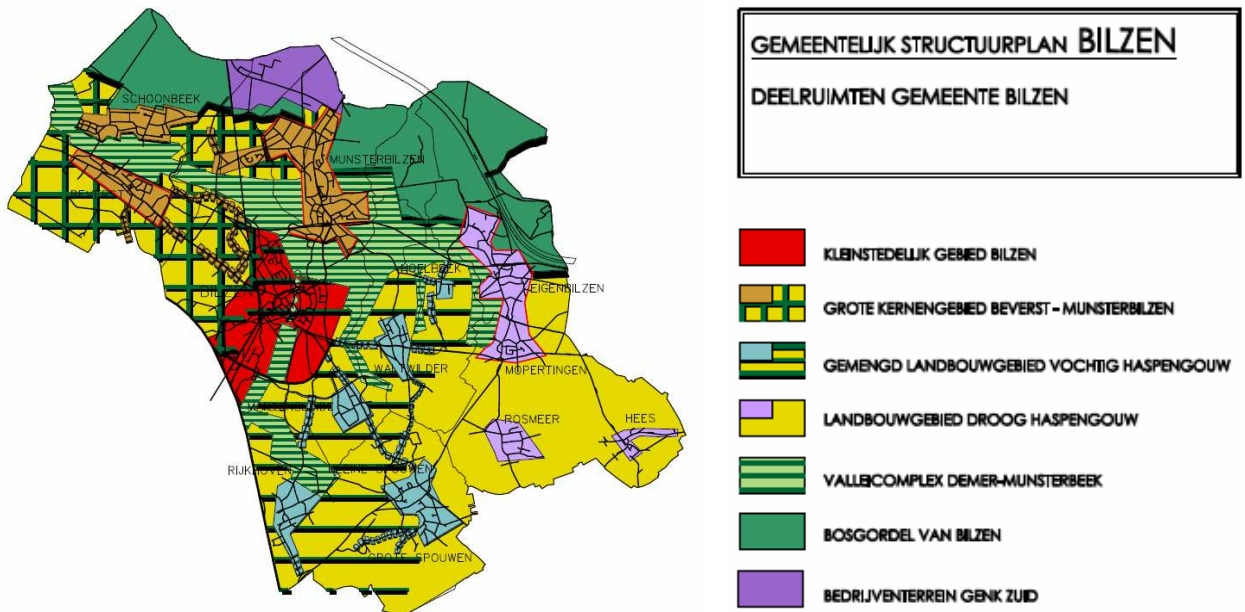 GEMEENTELIJK STRUCTUURPLAN BILZEN
DEELRUIMTEN GEMEENTE BILZEN
KLEINSTEDELIJK GEBIED BILZEN
GROTE KERNENGEBIED BEVERST - MUNSTERBILZEN
GEMENGD LANDBOUWGEBIED VOCHTIG HASPENGOUW
LANDBOUWGEBIED DROOG HASPENGOUW
VALLEICOMPLEX DEMER-MUNSTERBEEK
BOSGORDEL VAN BILZEN
BEDRIJVENTERREIN GENK ZUID
SCHOONBEEK
MUNSTERBILZEN
BEVERST
HOELBEEK
EIGENBILZEN
BILZEN
WALTWILDER
MOPERTINGEN
ROSMEER
HEES
RIJKHOVEN
KLEINE SPOUWEN
GROTE SPOUWEN